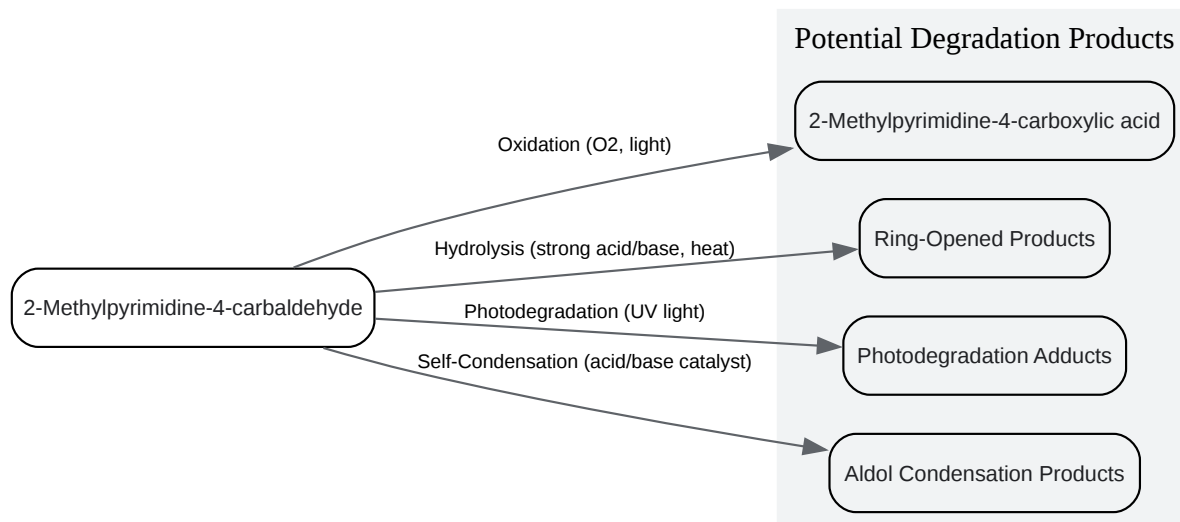 Potential Degradation Products
2-Methylpyrimidine-4-carboxylic acid
Oxidation (O2, light)
Ring-Opened Products
Hydrolysis (strong acid/base, heat)
2-Methylpyrimidine-4-carbaldehyde
Photodegradation (UV light)
Photodegradation Adducts
Self-Condensation (acid/base catalyst)
Aldol Condensation Products